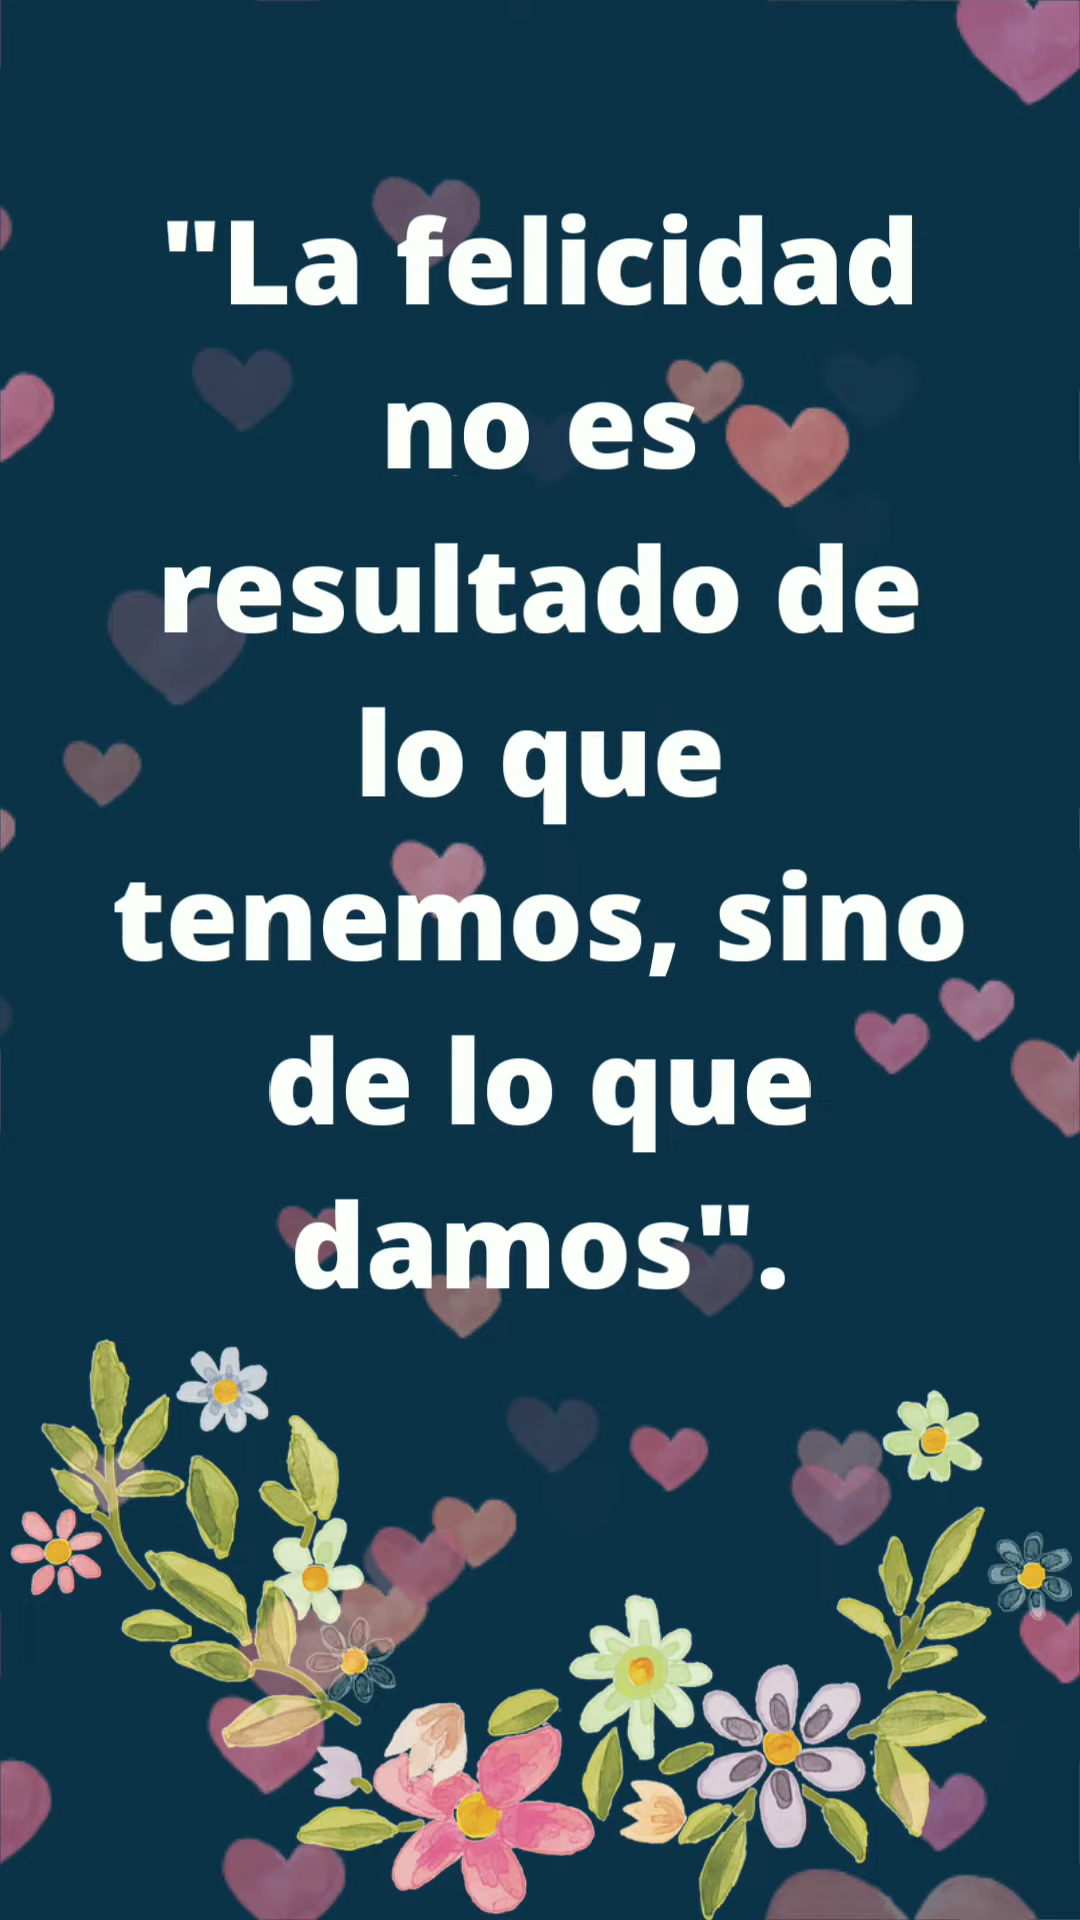 "La felicidad
no es
resultado de
lo que
tenemos, sino
de lo que
damos".